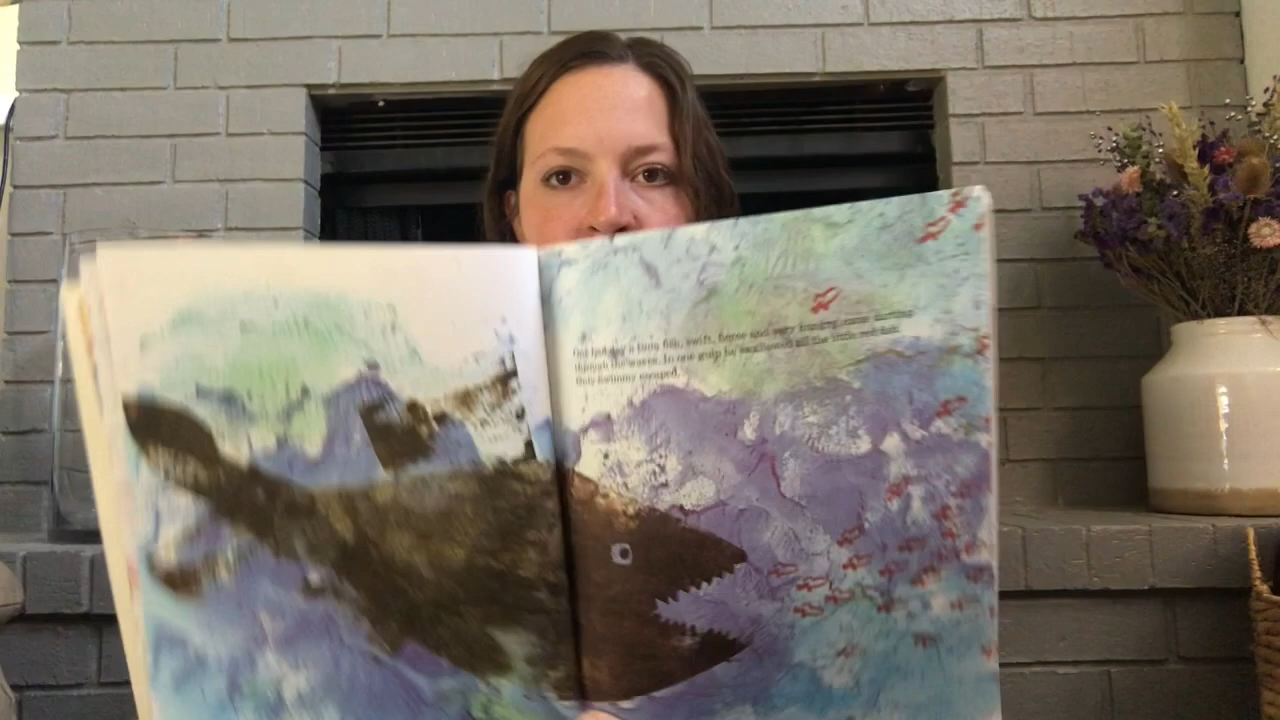 One bad day a tuna fish, swift, fierce and very hungry, came darting
through the waves. In one gulp he swallowed all the little red fish.
Only Swimmy escaped.